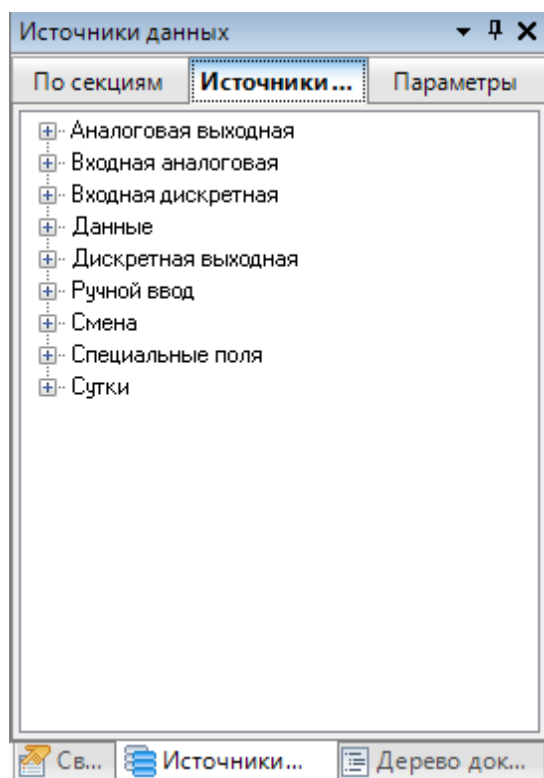 Источники данных
По секциям Источники... Параметры
Аналоговая выходная
Входная аналоговая
Входная дискретная
Данные
Дискретная выходная
Ручной ввод
Смена
Специальные поля
Сутки
Св... Источники... Дерево док...